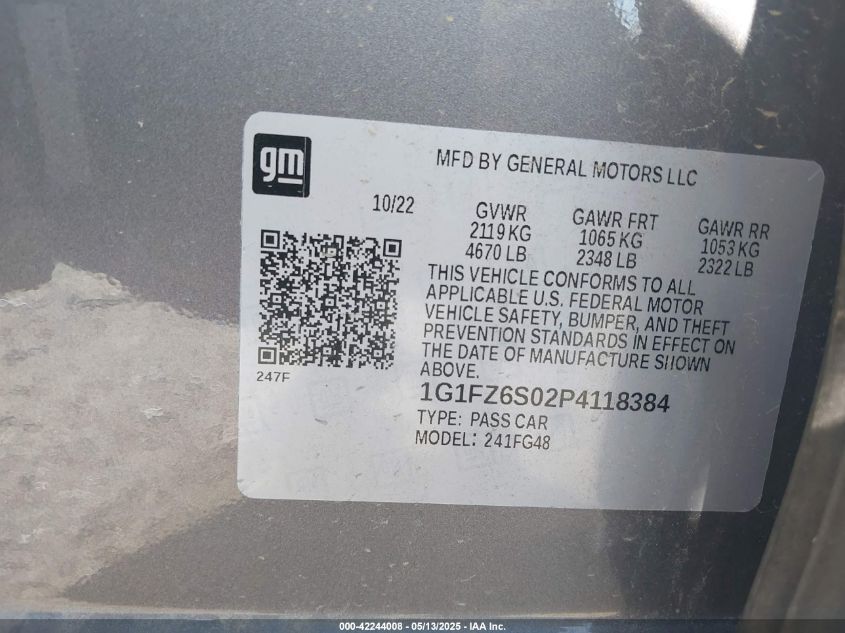 gm
MFD BY GENERAL MOTORS LLC
10/22
GVWR
2119 KG
4670 LB
GAWR FRT
1065 KG
2348 LB
GAWR RR
1053 KG
2322 LB
THIS VEHICLE CONFORMS TO ALL
APPLICABLE U.S. FEDERAL MOTOR
VEHICLE SAFETY, BUMPER, AND THEFT
PREVENTION STANDARDS IN EFFECT ON
THE DATE OF MANUFACTURE SHOWN
ABOVE.
247F
1G1FZ6S02P4118384
TYPE: PASS CAR
MODEL: 241FG48
000-42244008 - 05/13/2025 - IAA Inc.